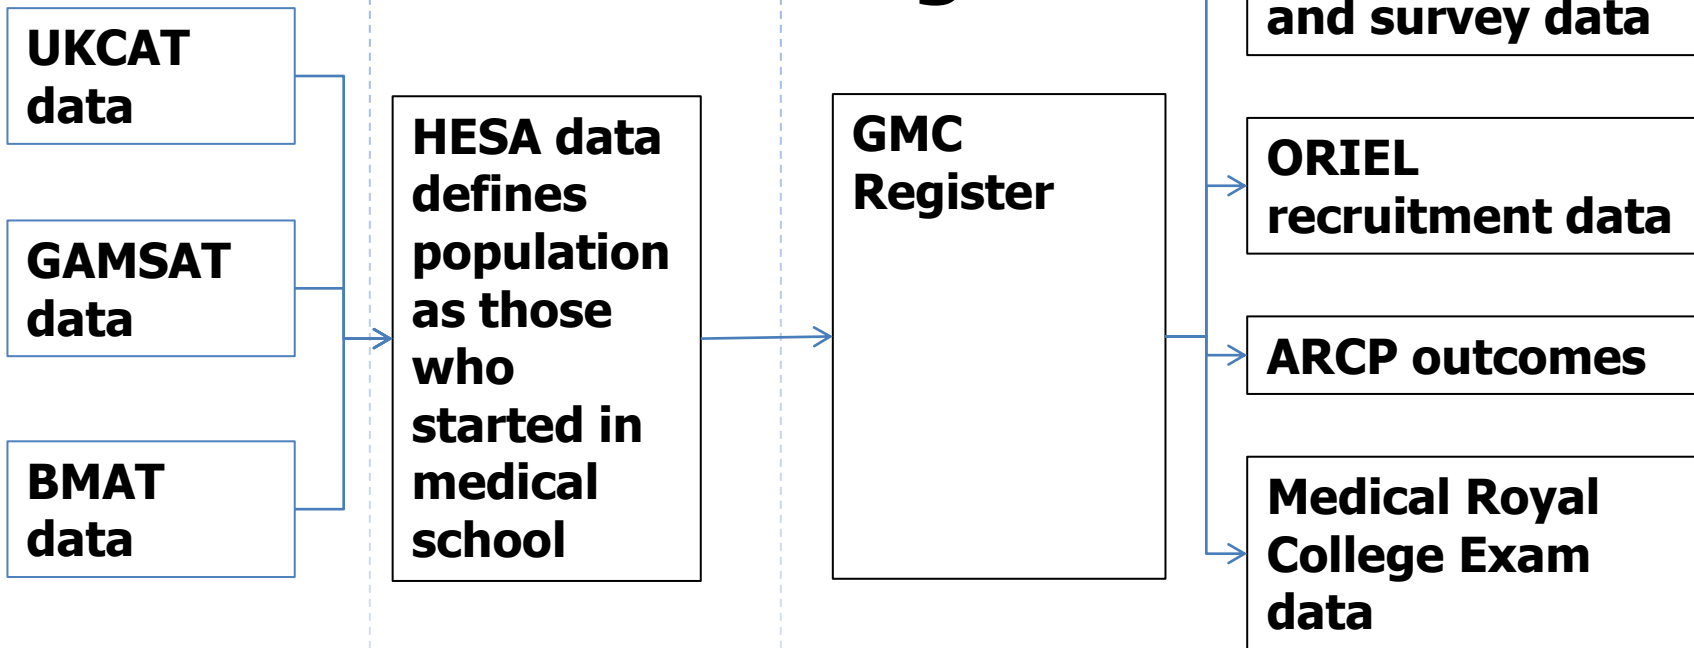 UKCAT
data
GAMSAT
data
BMAT
data
HESA data
defines
population
as those
who
started in
medical
school
GMC
Register
and survey data
ORIEL
recruitment data
ARCP outcomes
Medical Royal
College Exam
data